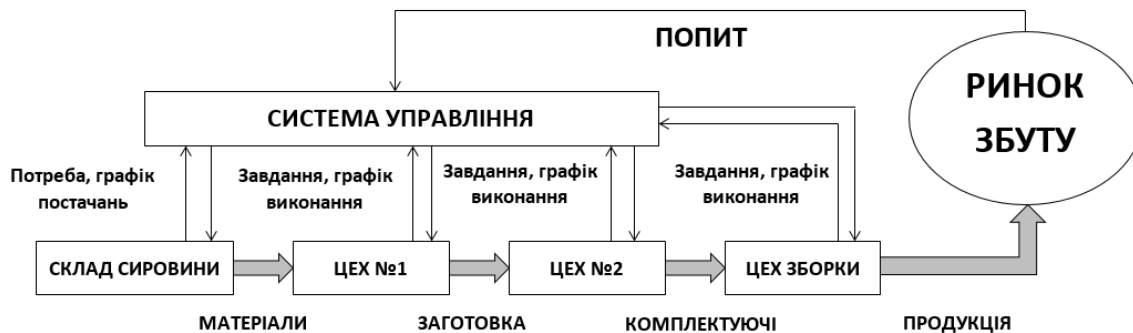 ПОПИТ
РИНОК
ЗБУТУ
СИСТЕМА УПРАВЛІННЯ
Потреба, графік
постачань
Завдання, графік
виконання
Завдання, графік
виконання
Завдання, графік
виконання
СКЛАД СИРОВИНИ
ЦЕХ №1
ЦЕХ №2
ЦЕХ ЗБОРКИ
МАТЕРІАЛИ
ЗАГОТОВКА
КОМПЛЕКТУЮЧІ
ПРОДУКЦІЯ